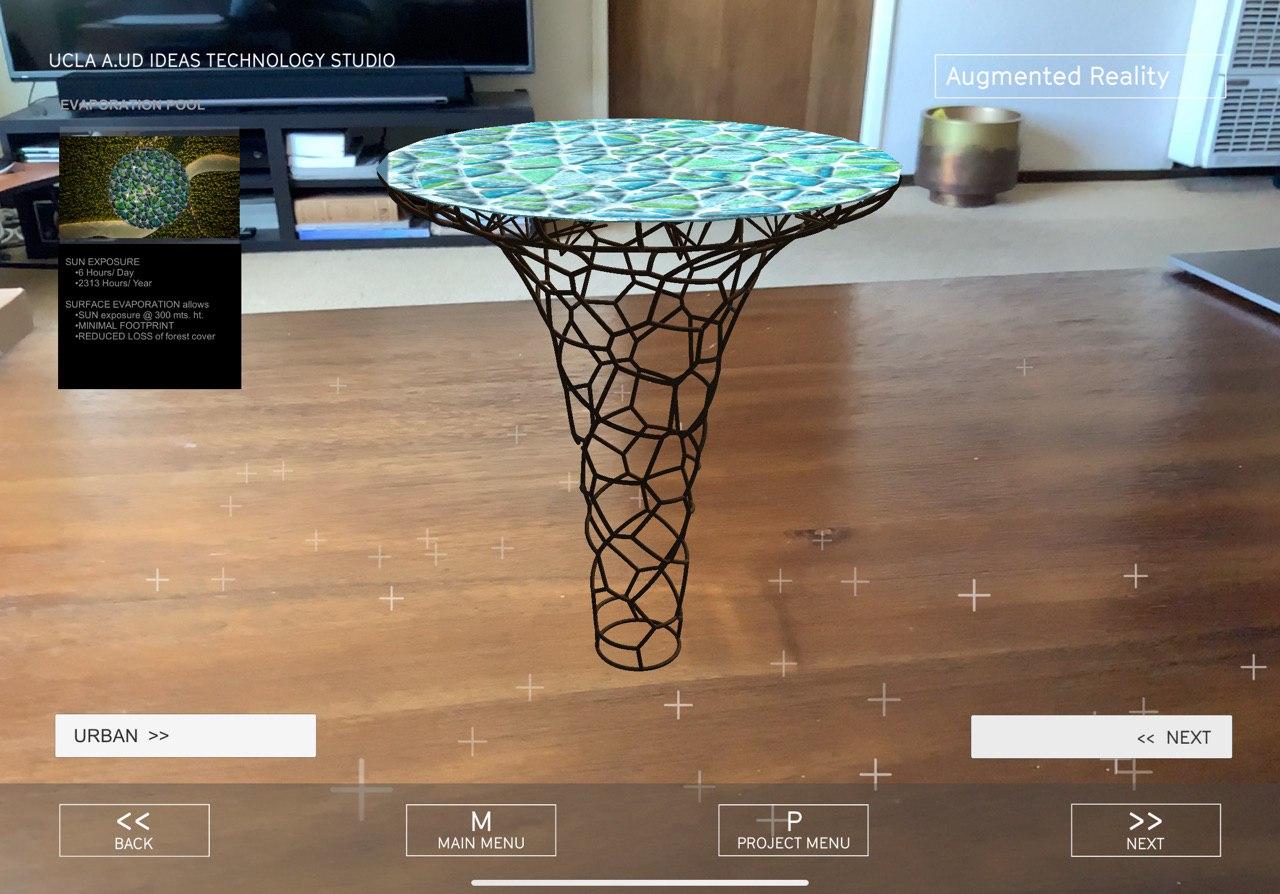 UCLA A.UD IDEAS TECHNOLOGY STUDIO
Augmented Reality
EVAPORATION POOL
SUN EXPOSURE
•6 Hours/ Day
•2313 Hours/ Year
SURFACE EVAPORATION allows
•SUN exposure @ 300 mts. ht.
•MINIMAL FOOTPRINT
•REDUCED LOSS of forest cover
URBAN >>
<< NEXT
<<
BACK
M
MAIN MENU
P
PROJECT MENU
>>
NEXT